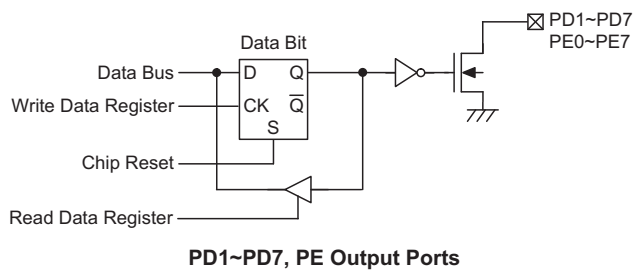 PD1~PD7
PE0~PE7
Data Bit
Data Bus
D
Q
Write Data Register
CK
Q̅
S
Chip Reset
Read Data Register
PD1~PD7, PE Output Ports